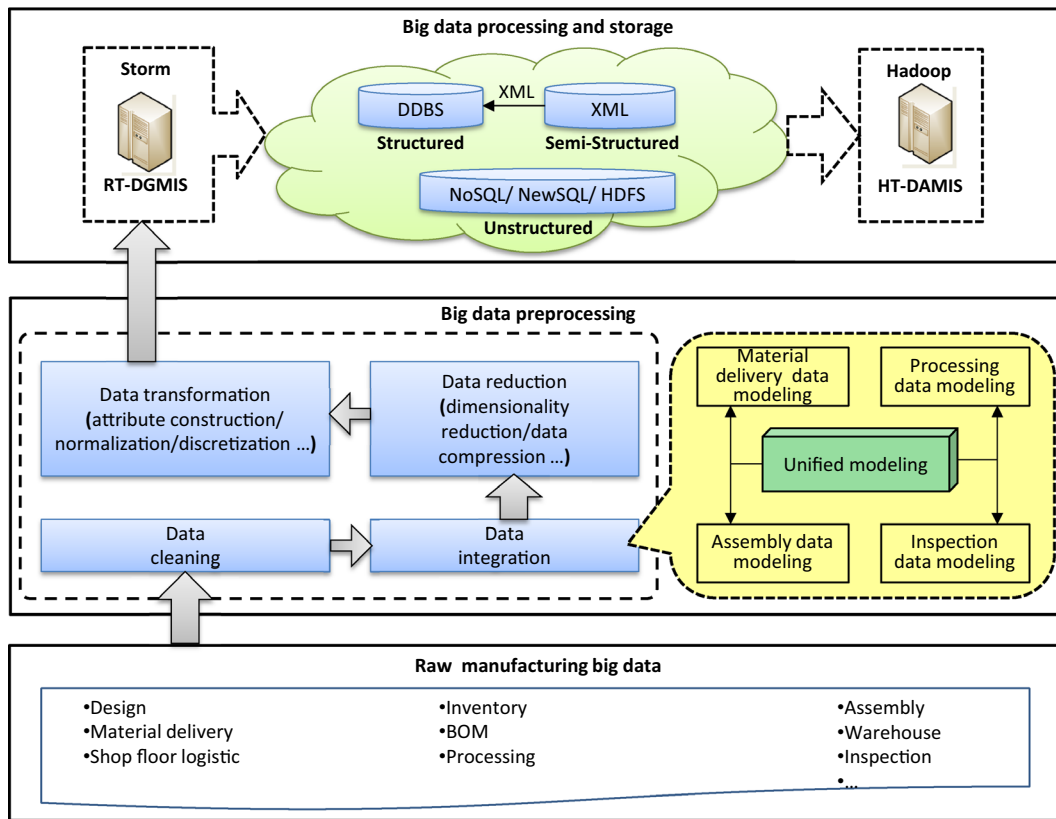 Big data processing and storage
Storm
RT-DGMIS
XML
DDBS
XML
Structured
Semi-Structured
NoSQL/ NewSQL/ HDFS
Unstructured
Hadoop
HT-DAMIS
Big data preprocessing
Data transformation
(attribute construction/
normalization/discretization ...)
Data reduction
(dimensionality
reduction/data
compression ...)
Data
cleaning
Data
integration
Material
delivery data
modeling
Processing
data modeling
Unified modeling
Assembly data
modeling
Inspection
data modeling
Raw manufacturing big data
•Design
•Material delivery
•Shop floor logistic
•Inventory
•BOM
•Processing
•Assembly
•Warehouse
•Inspection
•...